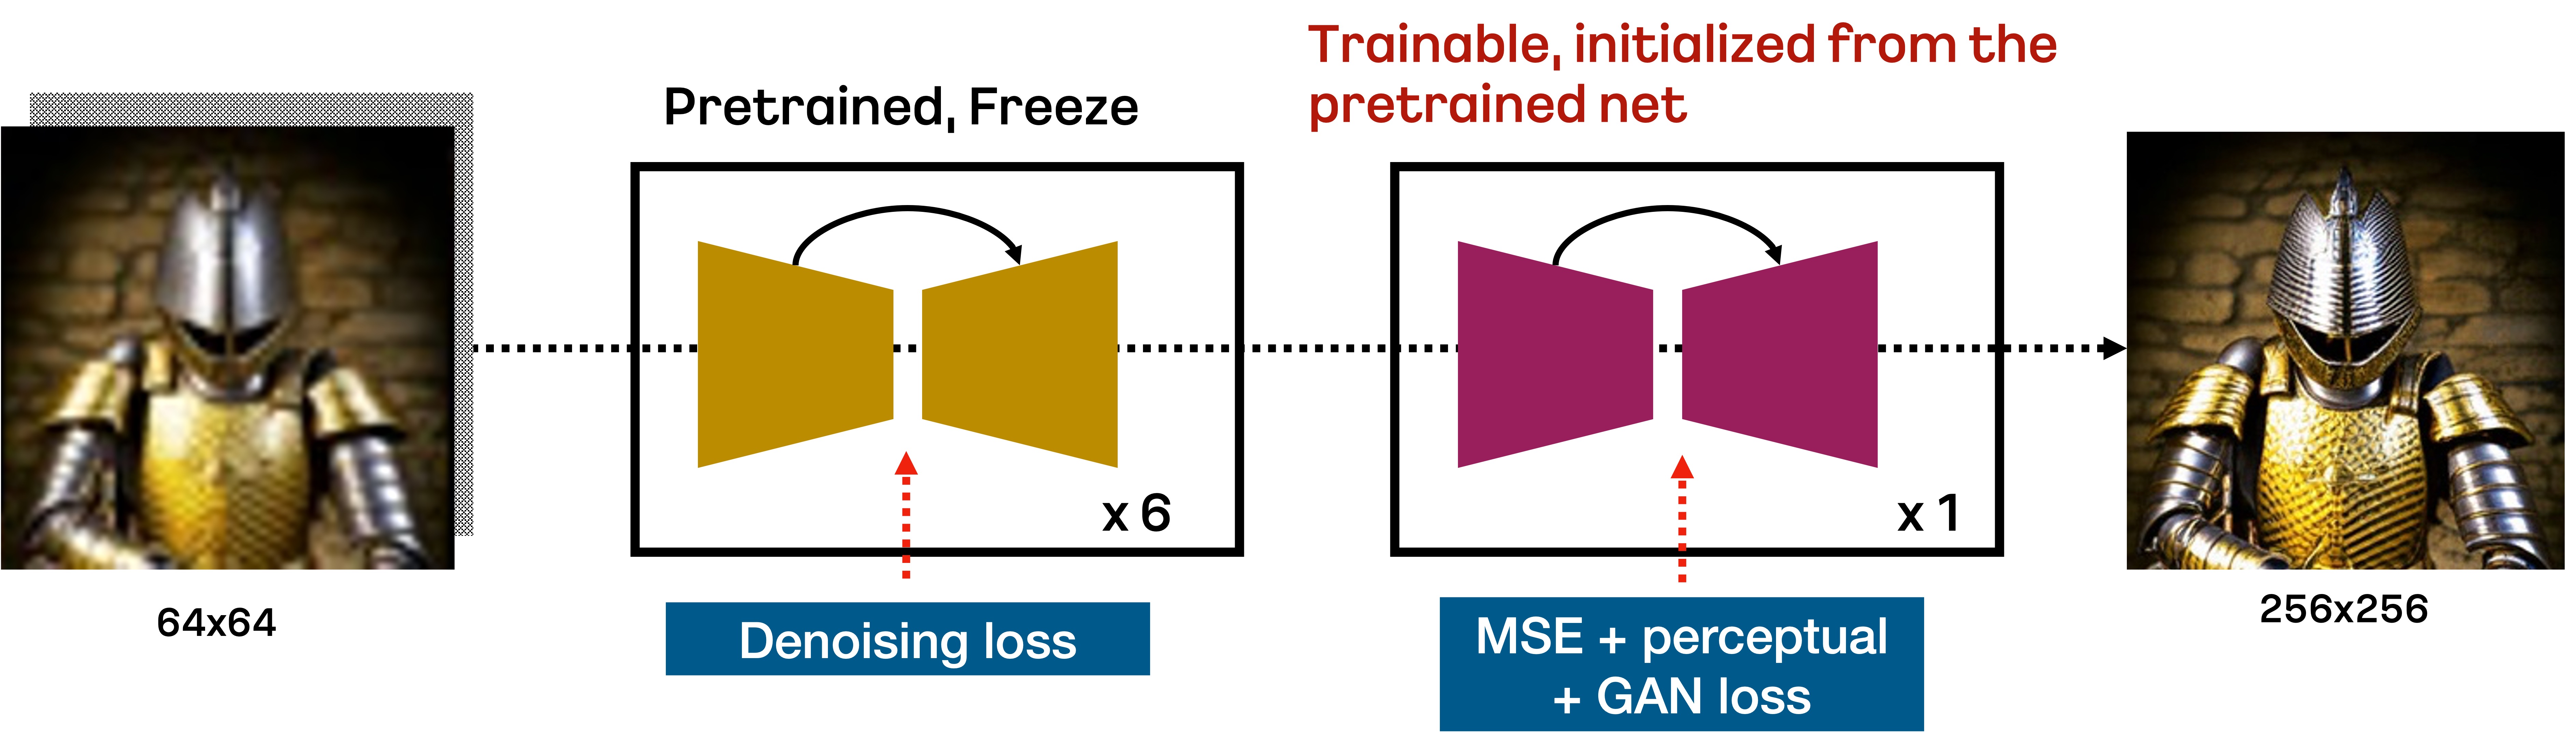 Trainable, initialized from the
pretrained net
Pretrained, Freeze
x 6
x 1
64x64
Denoising loss
MSE + perceptual
+ GAN loss
256x256